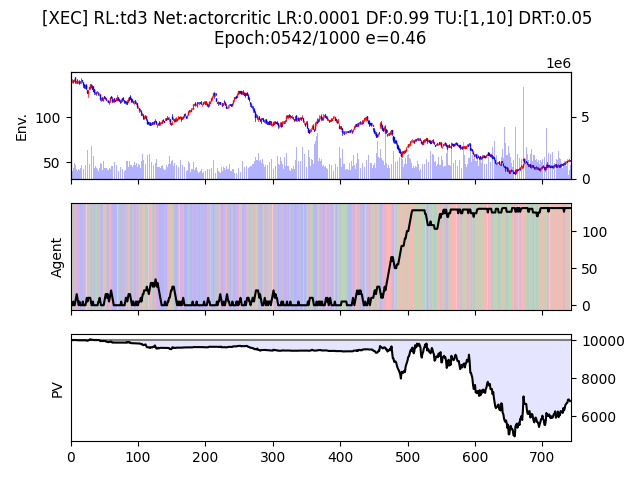 [XEC] RL:td3 Net:actorcritic LR:0.0001 DF:0.99 TU:[1,10] DRT:0.05
Epoch:0542/1000 e=0.46
1e6
Env.
100
50
5
0
Agent
100
50
0
PV
10000
8000
6000
0 100 200 300 400 500 600 700